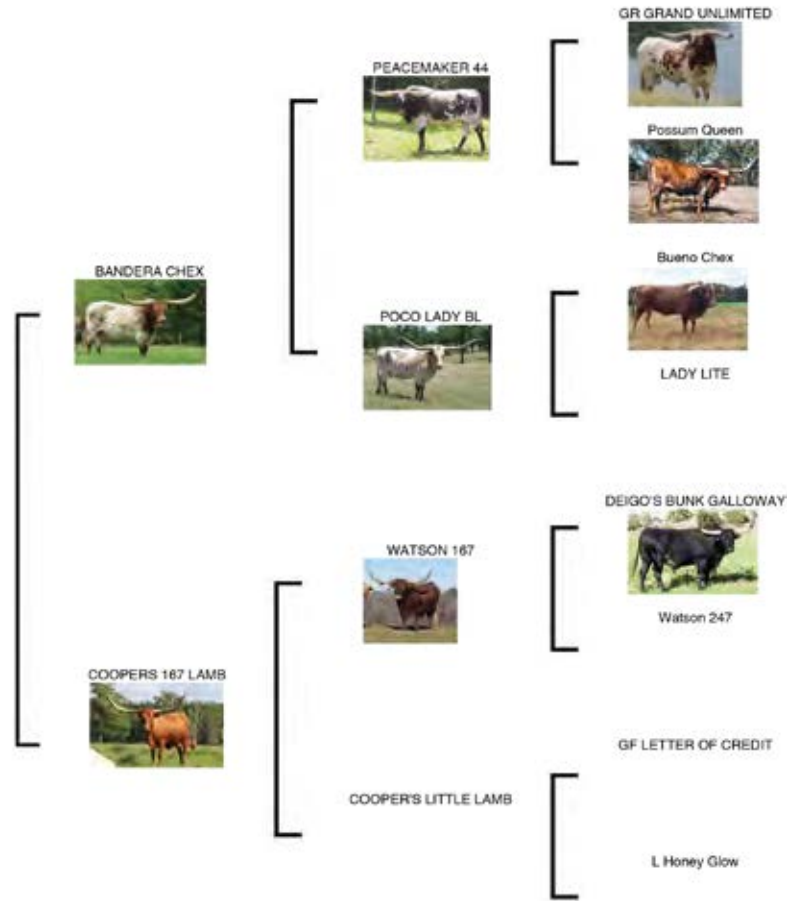 GR GRAND UNLIMITED
PEACEMAKER 44
Possum Queen
BANDERA CHEX
Bueno Chex
POCO LADY BL
LADY LITE
DEIGO'S BUNK GALLOWAY
WATSON 167
Watson 247
COOPERS 167 LAMB
GF LETTER OF CREDIT
COOPER'S LITTLE LAMB
L Honey Glow